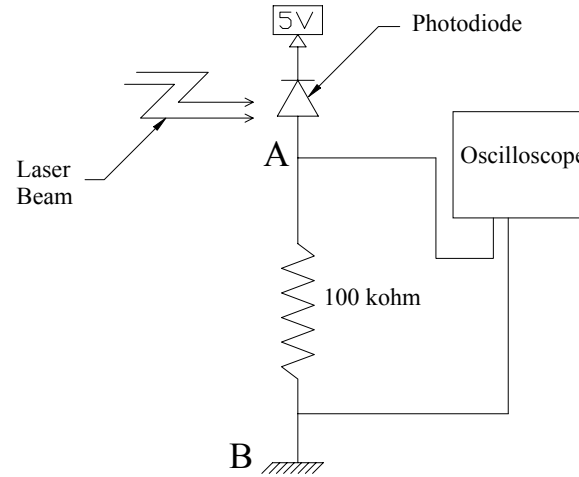 5V
Photodiode
A
Oscilloscope
Laser
Beam
100 kohm
B